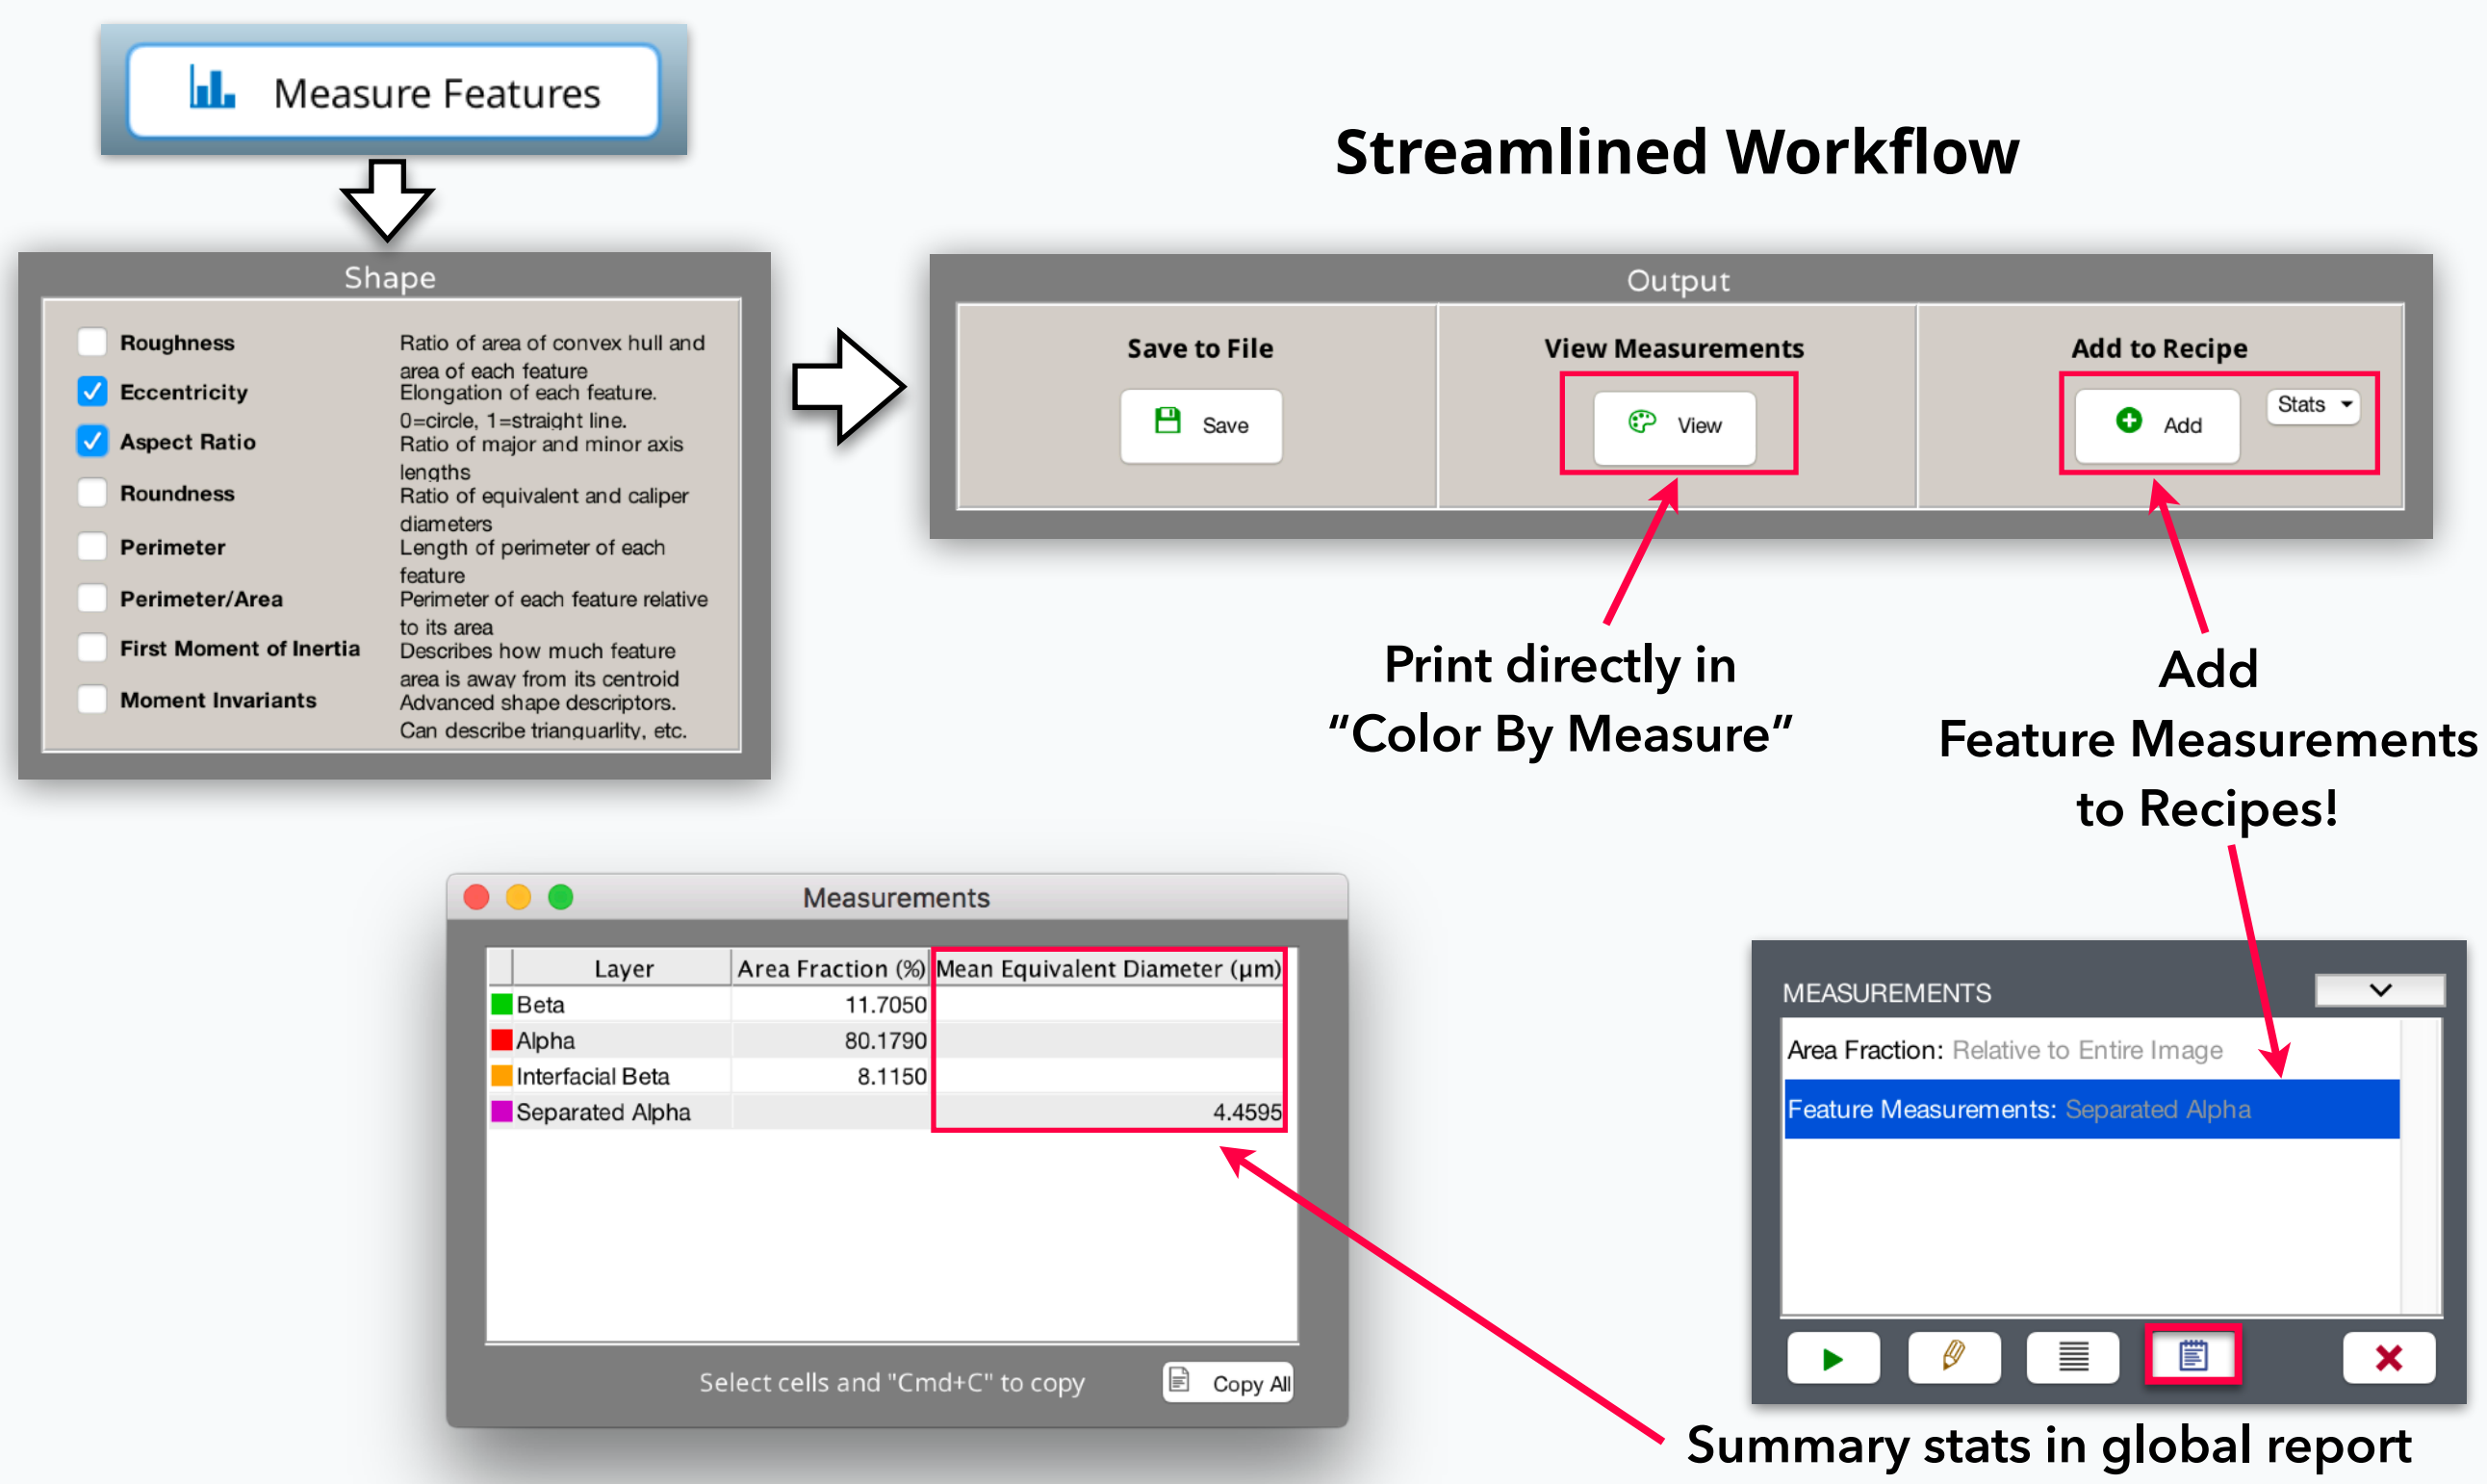 Measure Features
Streamlined Workflow
Shape
Roughness
Ratio of area of convex hull and
area of each feature
Eccentricity
Elongation of each feature.
0=circle, 1=straight line.
Aspect Ratio
Ratio of major and minor axis
lengths
Roundness
Ratio of equivalent and caliper
diameters
Perimeter
Length of perimeter of each
feature
Perimeter/Area
Perimeter of each feature relative
to its area
First Moment of Inertia
Describes how much feature
area is away from its centroid
Moment Invariants
Advanced shape descriptors.
Can describe trianguarlity, etc.
Output
Save to File
Save
View Measurements
View
Add to Recipe
Add
Stats
Print directly in
“Color By Measure”
Add
Feature Measurements
to Recipes!
Measurements
Layer Area Fraction (%) Mean Equivalent Diameter (µm)
Beta 11.7050
Alpha 80.1790
Interfacial Beta 8.1150
Separated Alpha 4.4595
Select cells and "Cmd+C" to copy
Copy All
MEASUREMENTS
Area Fraction: Relative to Entire Image
Feature Measurements: Separated Alpha
Summary stats in global report